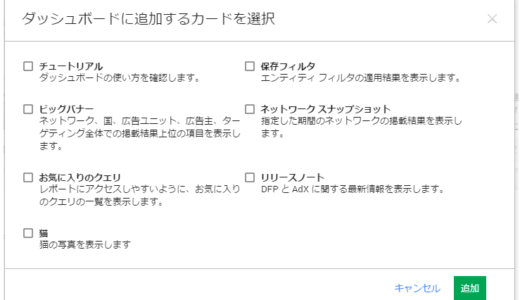 ダッシュボードに追加するカードを選択
チュートリアル
ダッシュボードの使い方を確認します。
保存フィルタ
エンティティ フィルタの適用結果を表示します。
ビッグバナー
ネットワーク、国、広告ユニット、広告主、ター
ゲティング全体での掲載結果上位の項目を表示し
ます。
ネットワーク スナップショット
指定した期間のネットワークの掲載結果を表示し
ます。
お気に入りのクエリ
レポートにアクセスしやすいように、お気に入り
のクエリの一覧を表示します。
リリースノート
DFP と AdX に関する最新情報を表示します。
猫
猫の写真を表示します
キャンセル
追加